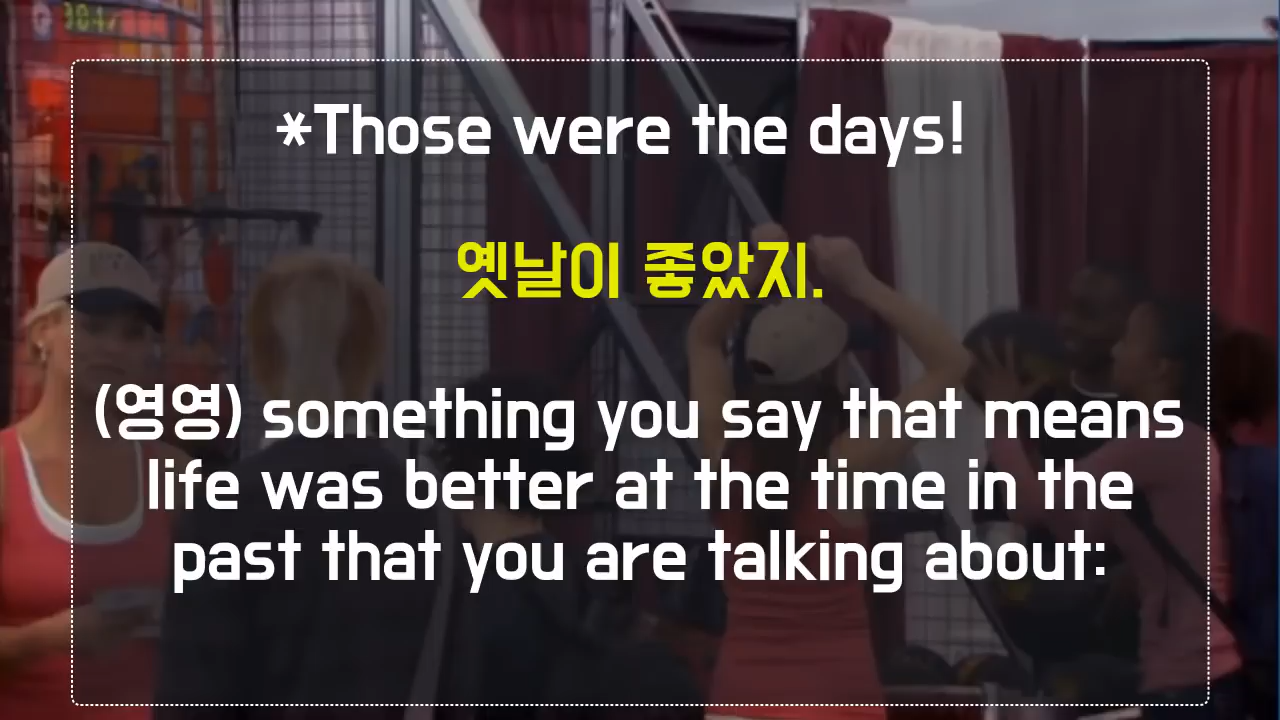 *Those were the days!
옛날이 좋았지.
(영영) something you say that means
life was better at the time in the
past that you are talking about: